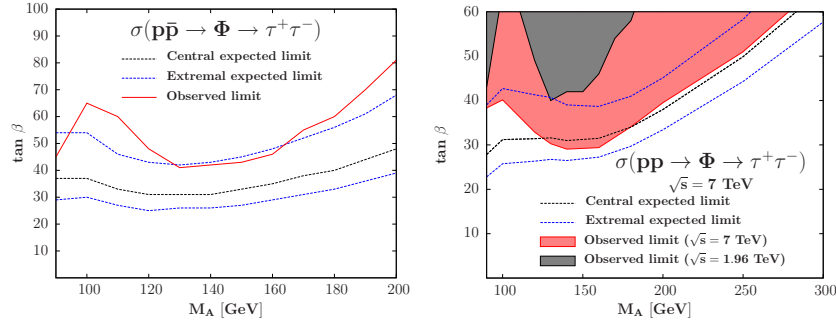 σ(pp̄ → Φ → τ⁺τ⁻)
Central expected limit
Extremal expected limit
Observed limit
tan β
100
90
80
70
60
50
40
30
20
10
0
100 120 140 160 180 200
M_A [GeV]
60
50
40
30
20
10
0
tan β
σ(pp → Φ → τ⁺τ⁻)
√s = 7 TeV
Central expected limit
Extremal expected limit
Observed limit (√s = 7 TeV)
Observed limit (√s = 1.96 TeV)
100 150 200 250 300
M_A [GeV]